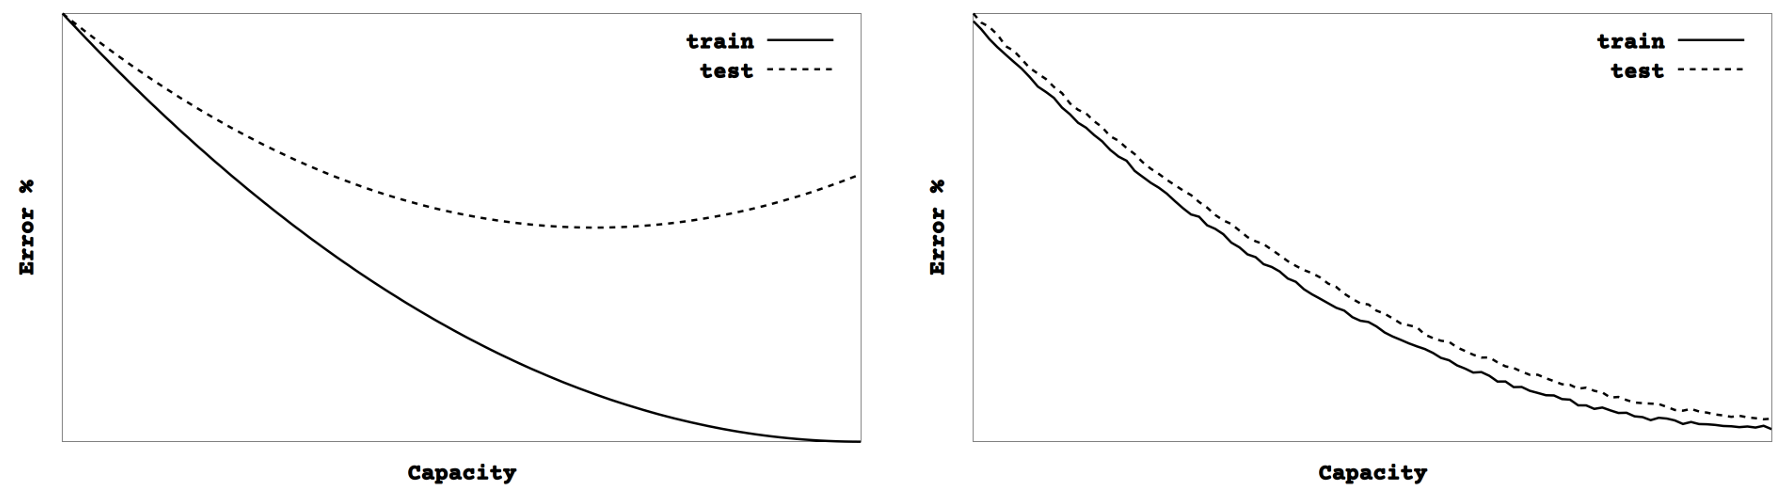 train
test
Error %
Capacity
train
test
Error %
Capacity